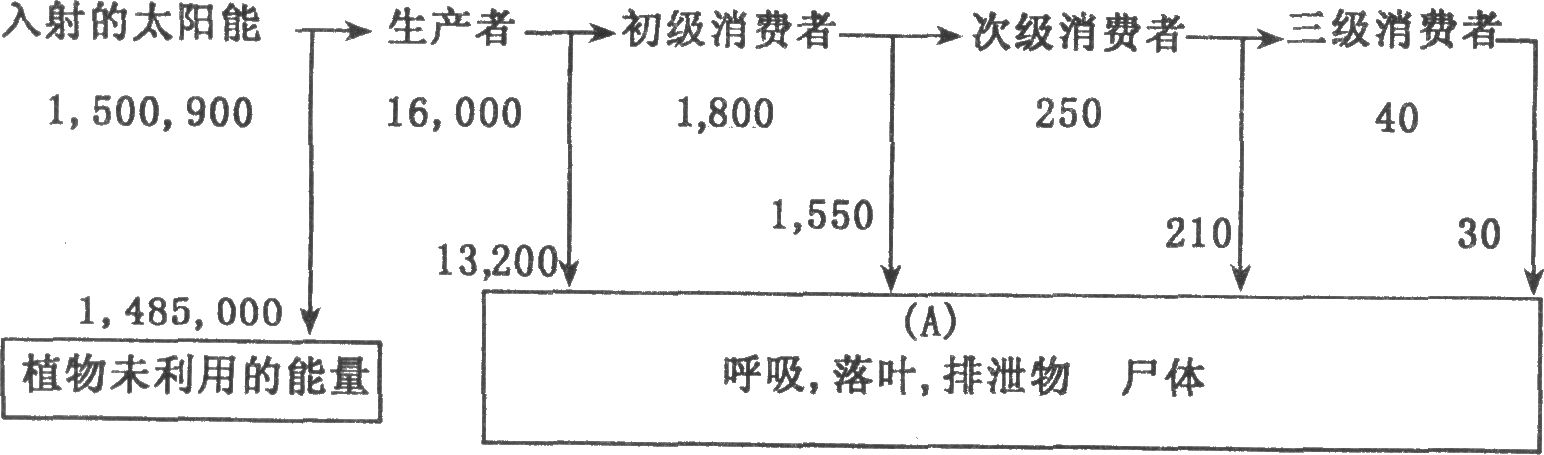 入射的太阳能 生产者 初级消费者 次级消费者 三级消费者
1,500,900 16,000 1,800 250 40
1,550 210 30
13,200
1,485,000
(A)
植物未利用的能量 呼吸,落叶,排泄物 尸体